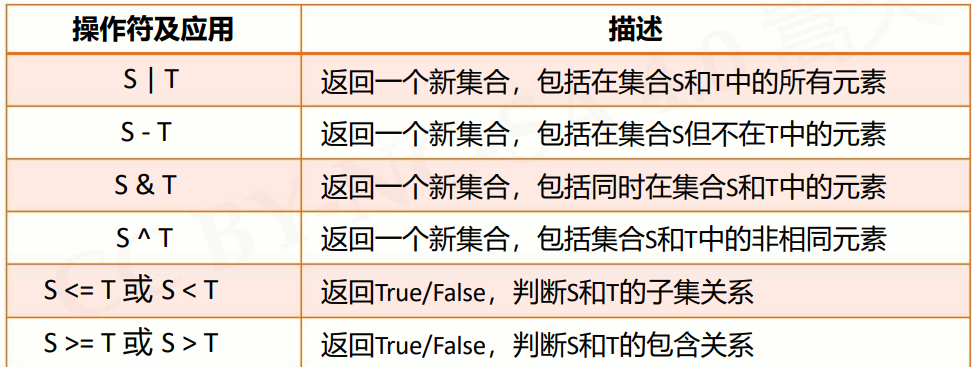 操作符及应用 描述
S | T 返回一个新集合，包括在集合S和T中的所有元素
S - T 返回一个新集合，包括在集合S但不在T中的元素
S & T 返回一个新集合，包括同时在集合S和T中的元素
S ^ T 返回一个新集合，包括集合S和T中的非相同元素
S <= T 或 S < T 返回True/False，判断S和T的子集关系
S >= T 或 S > T 返回True/False，判断S和T的包含关系